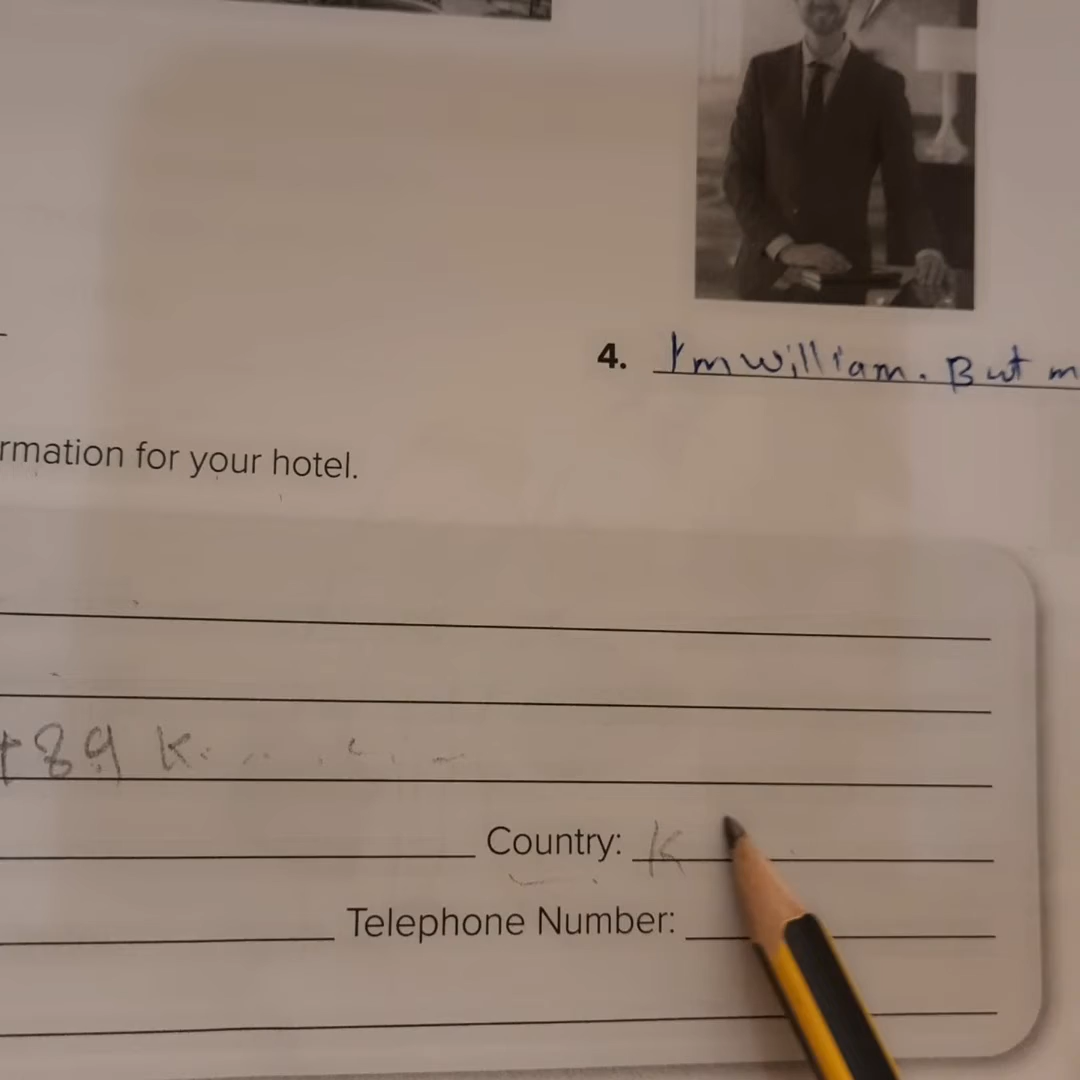 4. I'm william. But m
rmation for your hotel.
+89 K
Country: K
Telephone Number: